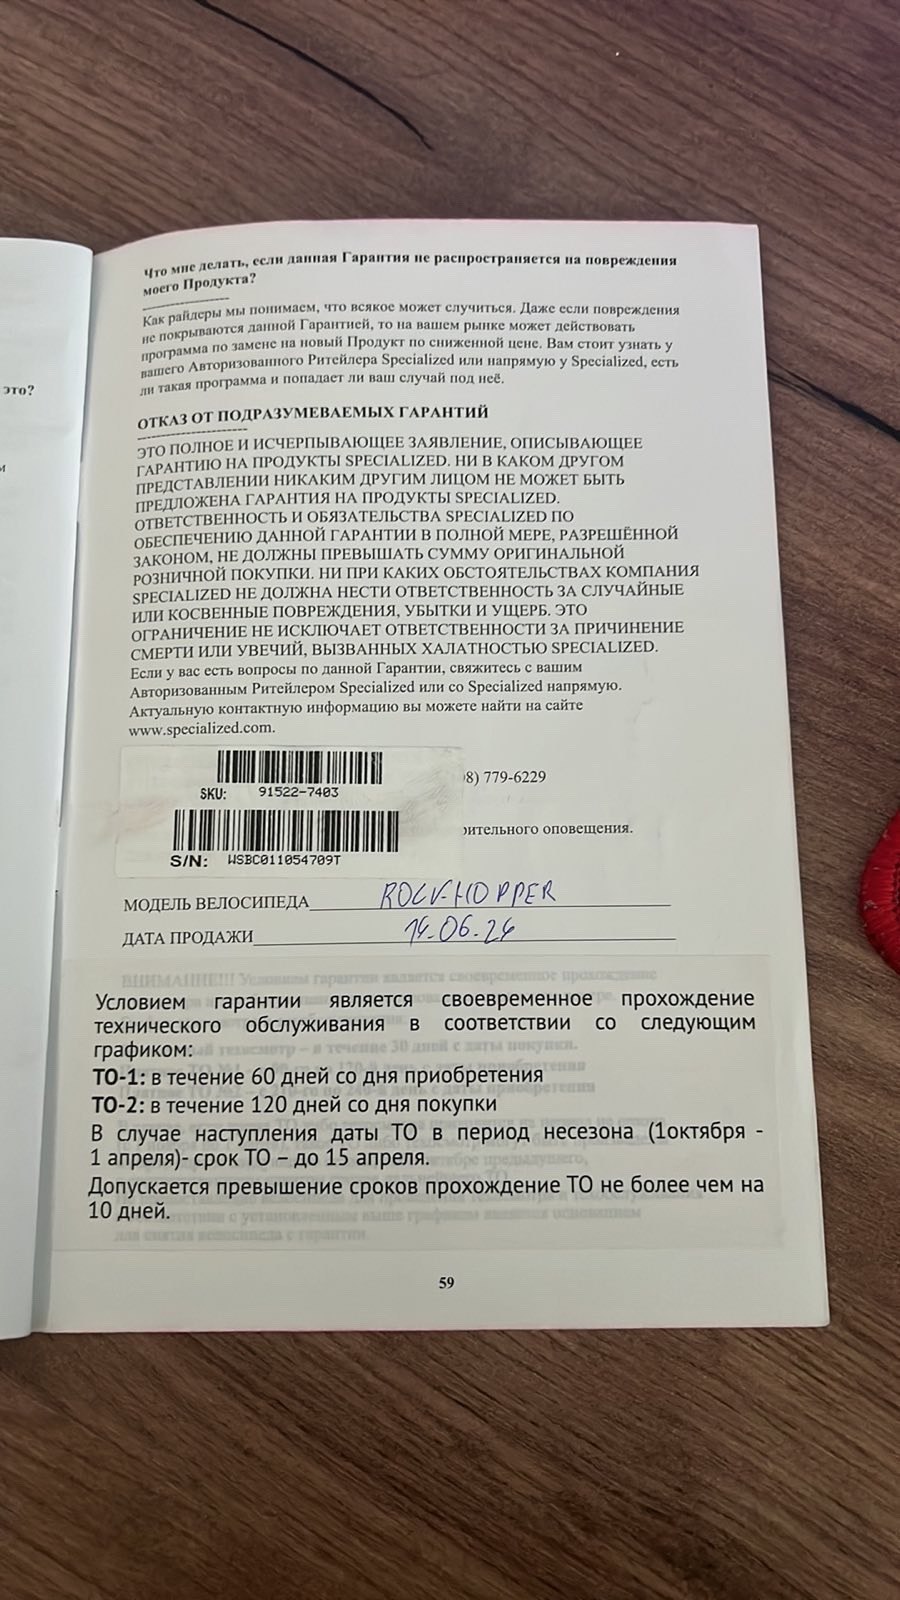 это?
Что мне делать, если данная Гарантия не распространяется на повреждения
моего Продукта?
Как райдеры мы понимаем, что всякое может случиться. Даже если повреждения
не покрываются данной Гарантией, то на вашем рынке может действовать
программа по замене на новый Продукт по сниженной цене. Вам стоит узнать у
вашего Авторизованного Ритейлера Specialized или напрямую у Specialized, есть
ли такая программа и попадает ли ваш случай под неё.
ОТКАЗ ОТ ПОДРАЗУМЕВАЕМЫХ ГАРАНТИЙ
ЭТО ПОЛНОЕ И ИСЧЕРПЫВАЮЩЕЕ ЗАЯВЛЕНИЕ, ОПИСЫВАЮЩЕЕ
ГАРАНТИЮ НА ПРОДУКТЫ SPECIALIZED. НИ В КАКОМ ДРУГОМ
ПРЕДСТАВЛЕНИИ НИКАКИМ ДРУГИМ ЛИЦОМ НЕ МОЖЕТ БЫТЬ
ПРЕДЛОЖЕНА ГАРАНТИЯ НА ПРОДУКТЫ SPECIALIZED.
ОТВЕТСТВЕННОСТЬ И ОБЯЗАТЕЛЬСТВА SPECIALIZED ПО
ОБЕСПЕЧЕНИЮ ДАННОЙ ГАРАНТИИ В ПОЛНОЙ МЕРЕ, РАЗРЕШЁННОЙ
ЗАКОНОМ, НЕ ДОЛЖНЫ ПРЕВЫШАТЬ СУММУ ОРИГИНАЛЬНОЙ
РОЗНИЧНОЙ ПОКУПКИ. НИ ПРИ КАКИХ ОБСТОЯТЕЛЬСТВАХ КОМПАНИЯ
SPECIALIZED НЕ ДОЛЖНА НЕСТИ ОТВЕТСТВЕННОСТЬ ЗА СЛУЧАЙНЫЕ
ИЛИ КОСВЕННЫЕ ПОВРЕЖДЕНИЯ, УБЫТКИ И УЩЕРБ. ЭТО
ОГРАНИЧЕНИЕ НЕ ИСКЛЮЧАЕТ ОТВЕТСТВЕННОСТИ ЗА ПРИЧИНЕНИЕ
СМЕРТИ ИЛИ УВЕЧИЙ, ВЫЗВАННЫХ ХАЛАТНОСТЬЮ SPECIALIZED.
Если у вас есть вопросы по данной Гарантии, свяжитесь с вашим
Авторизованным Ритейлером Specialized или со Specialized напрямую.
Актуальную контактную информацию вы можете найти на сайте
www.specialized.com.
8) 779-6229
SKU: 91522-7403
рительного оповещения.
S/N: WSBC011054709T
МОДЕЛЬ ВЕЛОСИПЕДА ROCKHOPPER
ДАТА ПРОДАЖИ 14.06.24
Условием гарантии является своевременное прохождение
технического обслуживания в соответствии со следующим
графиком:
ТО-1: в течение 60 дней со дня приобретения
ТО-2: в течение 120 дней со дня покупки
В случае наступления даты ТО в период несезона (1октября -
1 апреля)- срок ТО – до 15 апреля.
Допускается превышение сроков прохождение ТО не более чем на
10 дней.
59